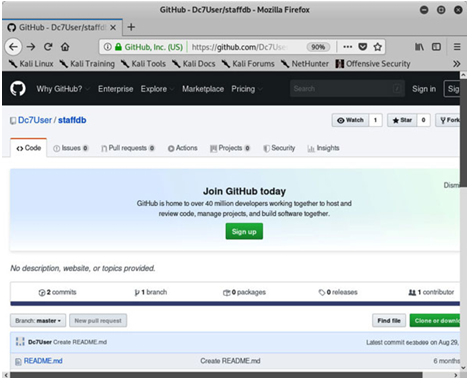 GitHub - Dc7User/staffdb - Mozilla Firefox
GitHub - Dc7User/staffdb
GitHub, Inc. (US) https://github.com/Dc7Use 90%
Kali Linux Kali Training Kali Tools Kali Docs Kali Forums NetHunter Offensive Security
Why GitHub? Enterprise Explore Marketplace Pricing Search Sign in Sig
Dc7User / staffdb Watch 1 Star 0 Fork
Code Issues 0 Pull requests 0 Actions Projects 0 Security Insights
Dism
Join GitHub today
GitHub is home to over 40 million developers working together to host and
review code, manage projects, and build software together.
Sign up
No description, website, or topics provided.
2 commits 1 branch 0 packages 0 releases 1 contributor
Branch: master New pull request Find file Clone or downloa
Dc7User Create README.md Latest commit on Aug 29,
README.md Create README.md 6 months